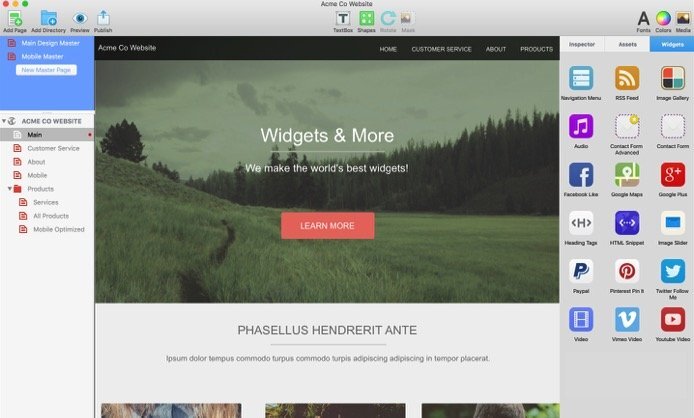 Acme Co Website
Add Page Add Directory Preview Publish
TextBox Shapes Rotate Mask
Fonts Colors Media
Main Design Master
Mobile Master
New Master Page
ACME CO WEBSITE
Main
Customer Service
About
Mobile
Products
Services
All Products
Mobile Optimized
Acme Co Website
HOME CUSTOMER SERVICE ABOUT PRODUCTS
Widgets & More
We make the world's best widgets!
LEARN MORE
PHASELLUS HENDRERIT ANTE
Ipsum dolor tempus commodo turpus commodo turpis adipiscing adipiscing in tempor placerat.
Inspector Assets Widgets
Navigation Menu RSS Feed Image Gallery
Audio Contact Form Advanced Contact Form
Facebook Like Google Maps Google Plus
<H>
Heading Tags HTML Snippet Image Slider
Paypal Pinterest Pin It Twitter Follow Me
Video Vimeo Video Youtube Video